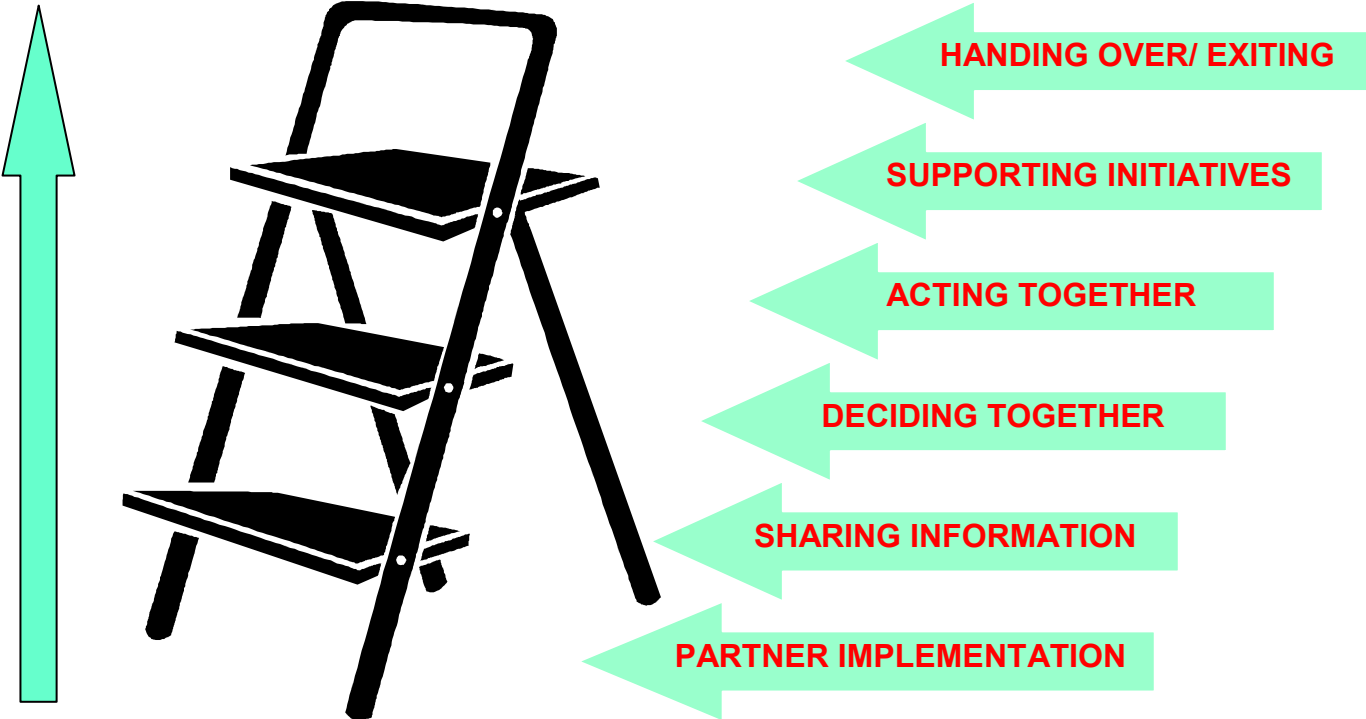 HANDING OVER/ EXITING
SUPPORTING INITIATIVES
ACTING TOGETHER
DECIDING TOGETHER
SHARING INFORMATION
PARTNER IMPLEMENTATION